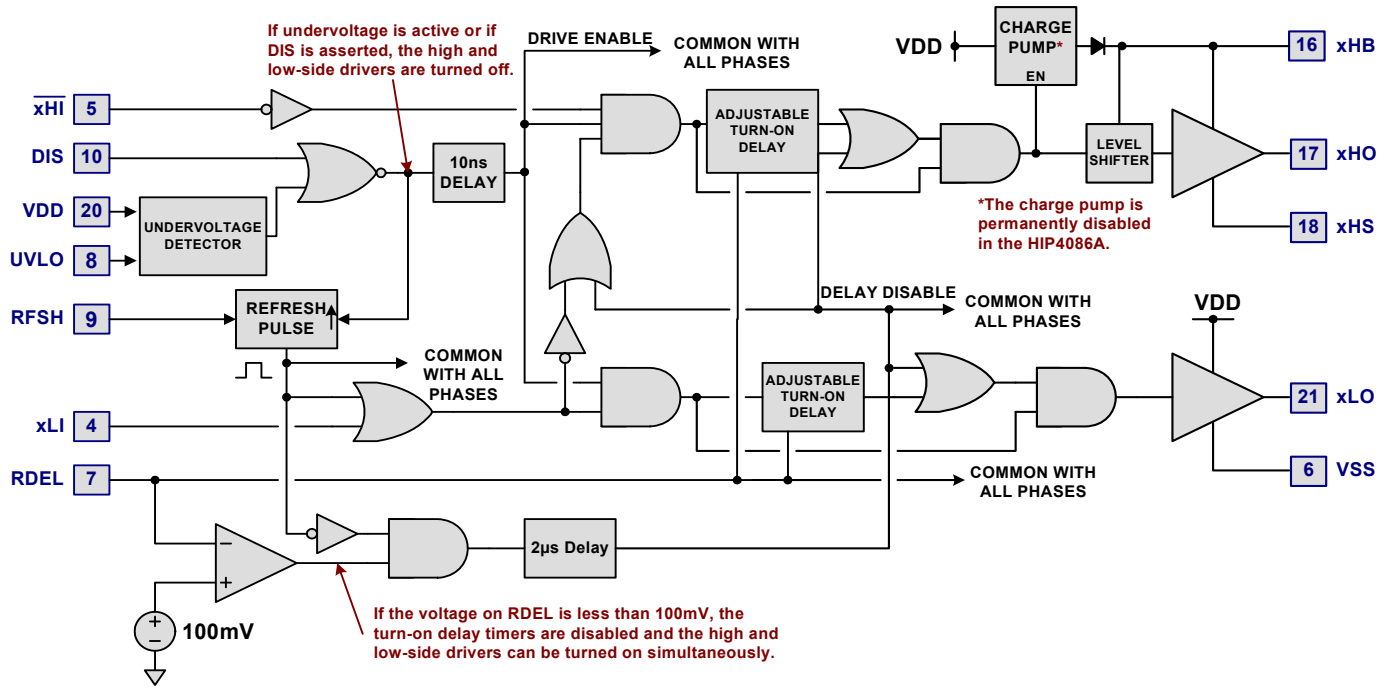 If undervoltage is active or if
DIS is asserted, the high and
low-side drivers are turned off.
DRIVE ENABLE
COMMON WITH
ALL PHASES
VDD
CHARGE
PUMP*
EN
16 xHB
xHI 5
ADJUSTABLE
TURN-ON
DELAY
DIS 10
10ns
DELAY
LEVEL
SHIFTER
17 xHO
VDD 20
UNDERVOLTAGE
DETECTOR
UVLO 8
*The charge pump is
permanently disabled
in the HIP4086A.
18 xHS
RFSH 9
REFRESH
PULSE
DELAY DISABLE
COMMON WITH
ALL PHASES
VDD
COMMON
WITH ALL
PHASES
ADJUSTABLE
TURN-ON
DELAY
21 xLO
xLI 4
RDEL 7
COMMON WITH
ALL PHASES
6 VSS
−
+
2µs Delay
+
−
100mV
If the voltage on RDEL is less than 100mV, the
turn-on delay timers are disabled and the high and
low-side drivers can be turned on simultaneously.